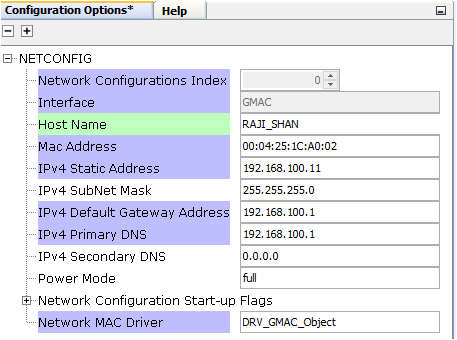 Configuration Options* Help
NETCONFIG
Network Configurations Index 0
Interface GMAC
Host Name RAJI_SHAN
Mac Address 00:04:25:1C:A0:02
IPv4 Static Address 192.168.100.11
IPv4 SubNet Mask 255.255.255.0
IPv4 Default Gateway Address 192.168.100.1
IPv4 Primary DNS 192.168.100.1
IPv4 Secondary DNS 0.0.0.0
Power Mode full
Network Configuration Start-up Flags
Network MAC Driver DRV_GMAC_Object